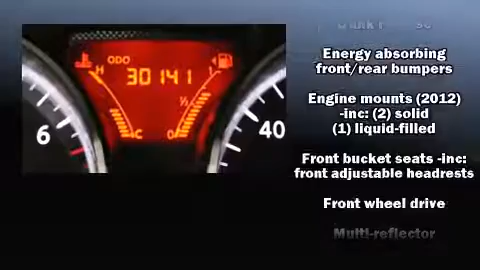 ODO
H
30141
1/2
C
0
6
40
Energy absorbing
front/rear bumpers
Engine mounts (2012)
-inc: (2) solid
(1) liquid-filled
Front bucket seats -inc:
front adjustable headrests
Front wheel drive
Multi-reflector